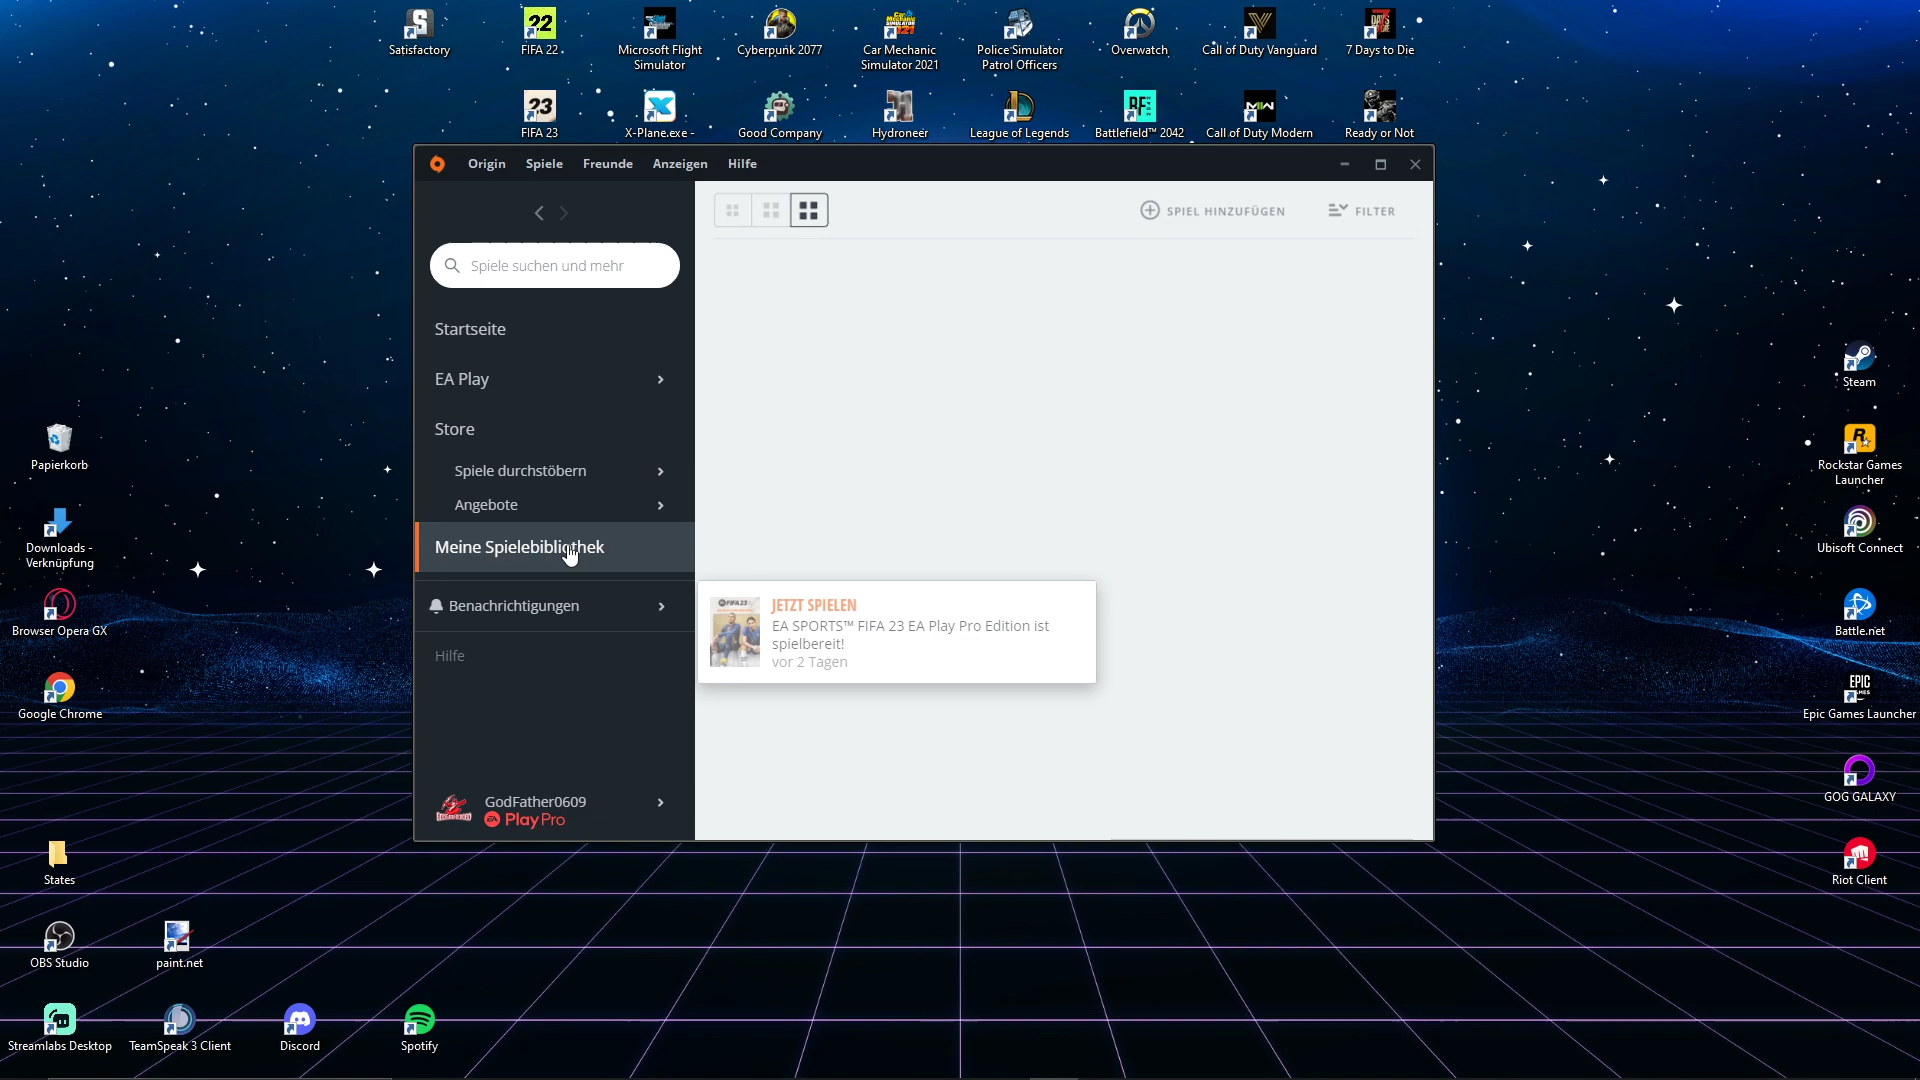 Satisfactory
FIFA 22
Microsoft Flight
Simulator
Cyberpunk 2077
Car Mechanic
Simulator 2021
Police Simulator
Patrol Officers
Overwatch
Call of Duty Vanguard
7 Days to Die
FIFA 23
X-Plane.exe -
Good Company
Hydroneer
League of Legends
Battlefield™ 2042
Call of Duty Modern
Ready or Not
Origin Spiele Freunde Anzeigen Hilfe
SPIEL HINZUFÜGEN FILTER
Spiele suchen und mehr
Startseite
EA Play
Store
Spiele durchstöbern
Angebote
Meine Spielebibliothek
Benachrichtigungen
Hilfe
JETZT SPIELEN
EA SPORTS™ FIFA 23 EA Play Pro Edition ist
spielbereit!
vor 2 Tagen
GodFather0609
EA Play Pro
Papierkorb
Downloads -
Verknüpfung
Browser Opera GX
Google Chrome
States
OBS Studio
paint.net
Streamlabs Desktop
TeamSpeak 3 Client
Discord
Spotify
Steam
Rockstar Games
Launcher
Ubisoft Connect
Battle.net
Epic Games Launcher
GOG GALAXY
Riot Client